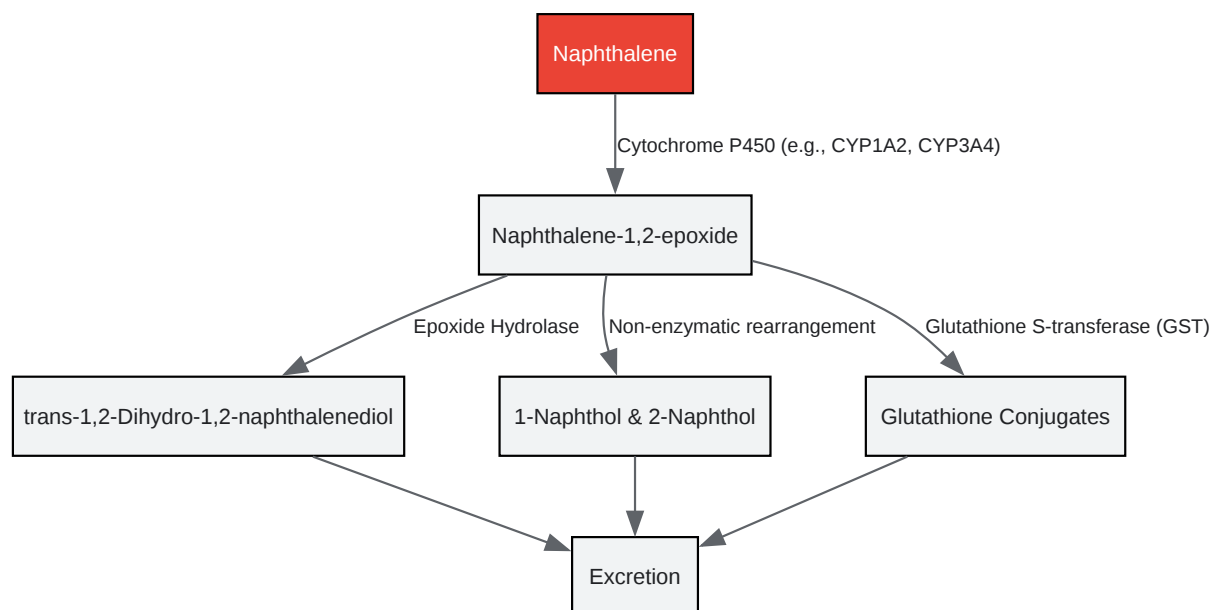 Naphthalene
Cytochrome P450 (e.g., CYP1A2, CYP3A4)
Naphthalene-1,2-epoxide
Epoxide Hydrolase
Non-enzymatic rearrangement
Glutathione S-transferase (GST)
trans-1,2-Dihydro-1,2-naphthalenediol
1-Naphthol & 2-Naphthol
Glutathione Conjugates
Excretion